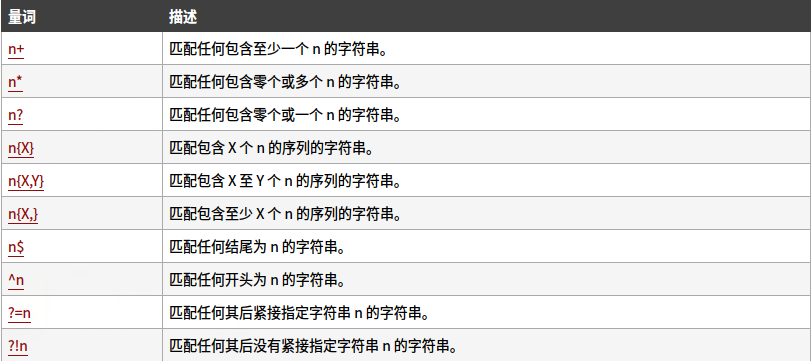 量词 描述
n+ 匹配任何包含至少一个 n 的字符串。
n* 匹配任何包含零个或多个 n 的字符串。
n? 匹配任何包含零个或一个 n 的字符串。
n{X} 匹配包含 X 个 n 的序列的字符串。
n{X,Y} 匹配包含 X 至 Y 个 n 的序列的字符串。
n{X,} 匹配包含至少 X 个 n 的序列的字符串。
n$ 匹配任何结尾为 n 的字符串。
^n 匹配任何开头为 n 的字符串。
?=n 匹配任何其后紧接指定字符串 n 的字符串。
?!n 匹配任何其后没有紧接指定字符串 n 的字符串。